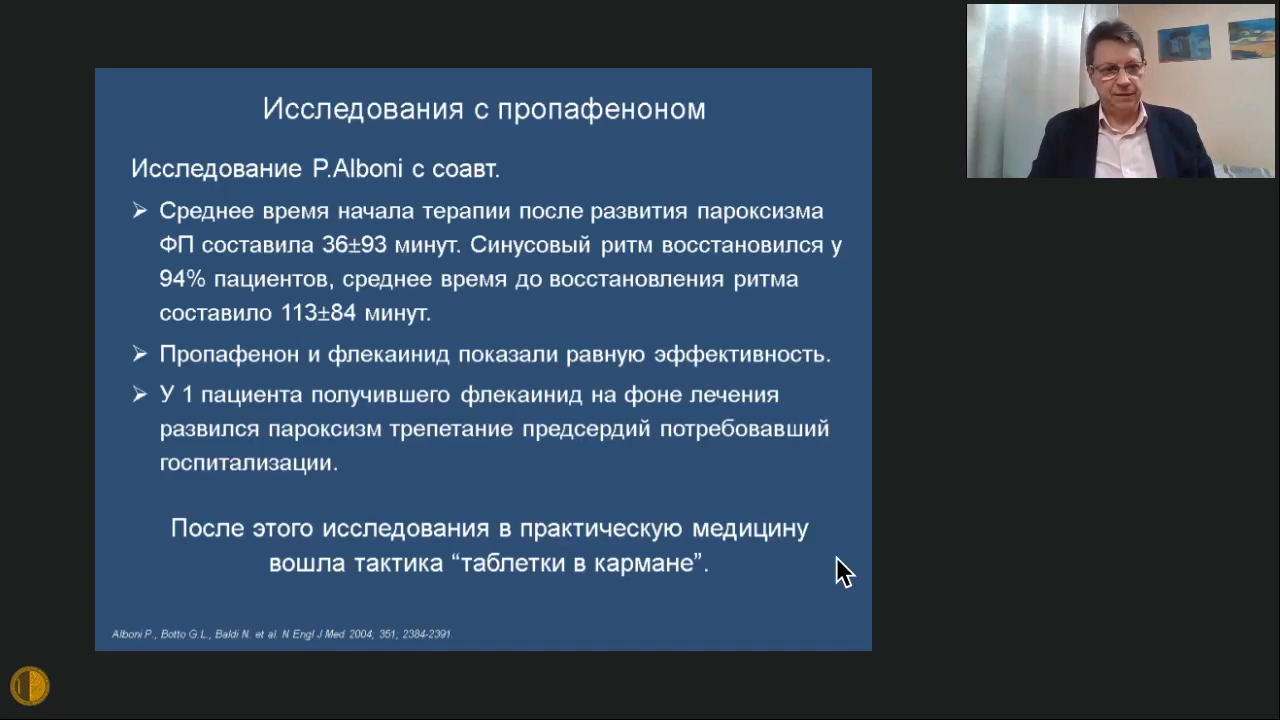 Исследования с пропафеноном
Исследование P.Alboni с соавт.
Среднее время начала терапии после развития пароксизма
ФП составила 36±93 минут. Синусовый ритм восстановился у
94% пациентов, среднее время до восстановления ритма
составило 113±84 минут.
Пропафенон и флекаинид показали равную эффективность.
У 1 пациента получившего флекаинид на фоне лечения
развился пароксизм трепетание предсердий потребовавший
госпитализации.
После этого исследования в практическую медицину
вошла тактика “таблетки в кармане”.
Alboni P., Botto G.L., Baldi N. et al. N Engl J Med 2004; 351; 2384-2391.